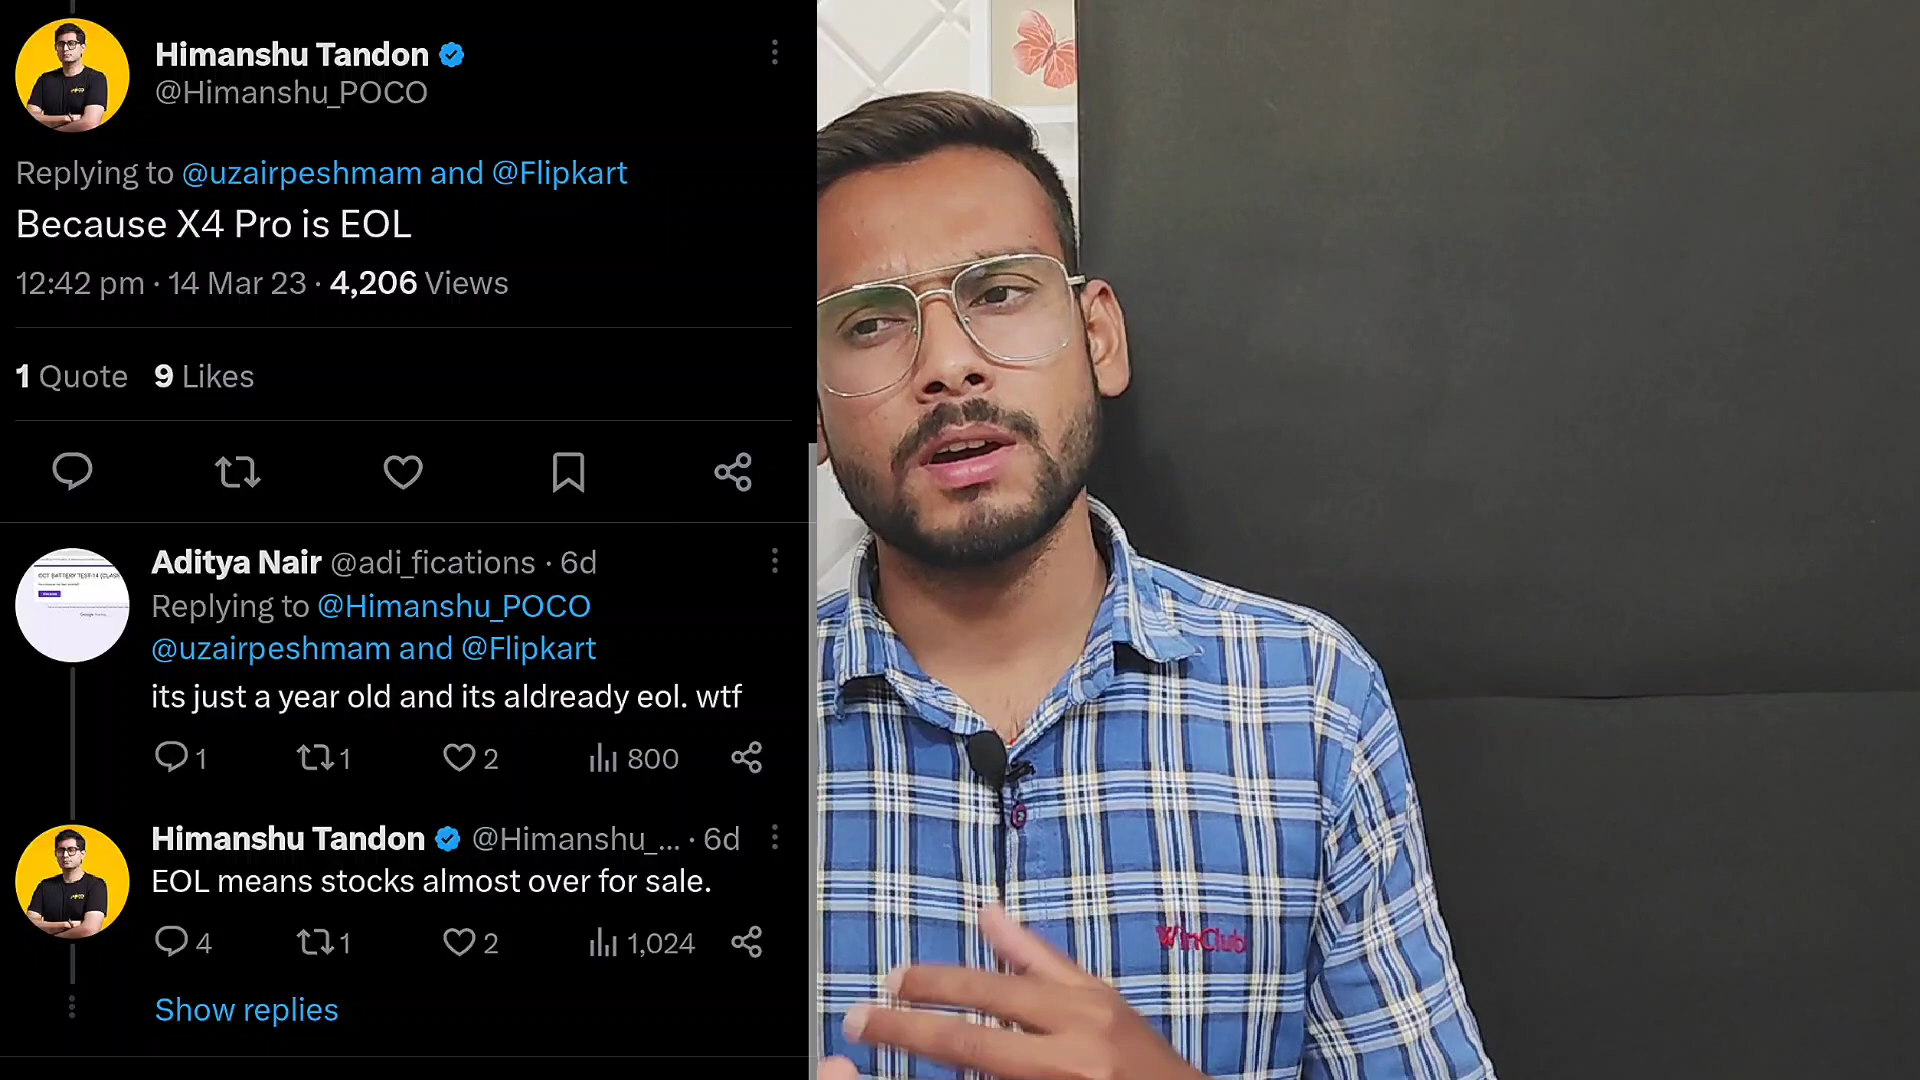 Himanshu Tandon
@Himanshu_POCO
Replying to @uzairpeshmam and @Flipkart
Because X4 Pro is EOL
12:42 pm · 14 Mar 23 · 4,206 Views
1 Quote 9 Likes
Aditya Nair @adi_fications · 6d
Replying to @Himanshu_POCO
@uzairpeshmam and @Flipkart
its just a year old and its aldready eol. wtf
1 1 2 800
Himanshu Tandon @Himanshu_... · 6d
EOL means stocks almost over for sale.
4 1 2 1,024
Show replies
WinClub